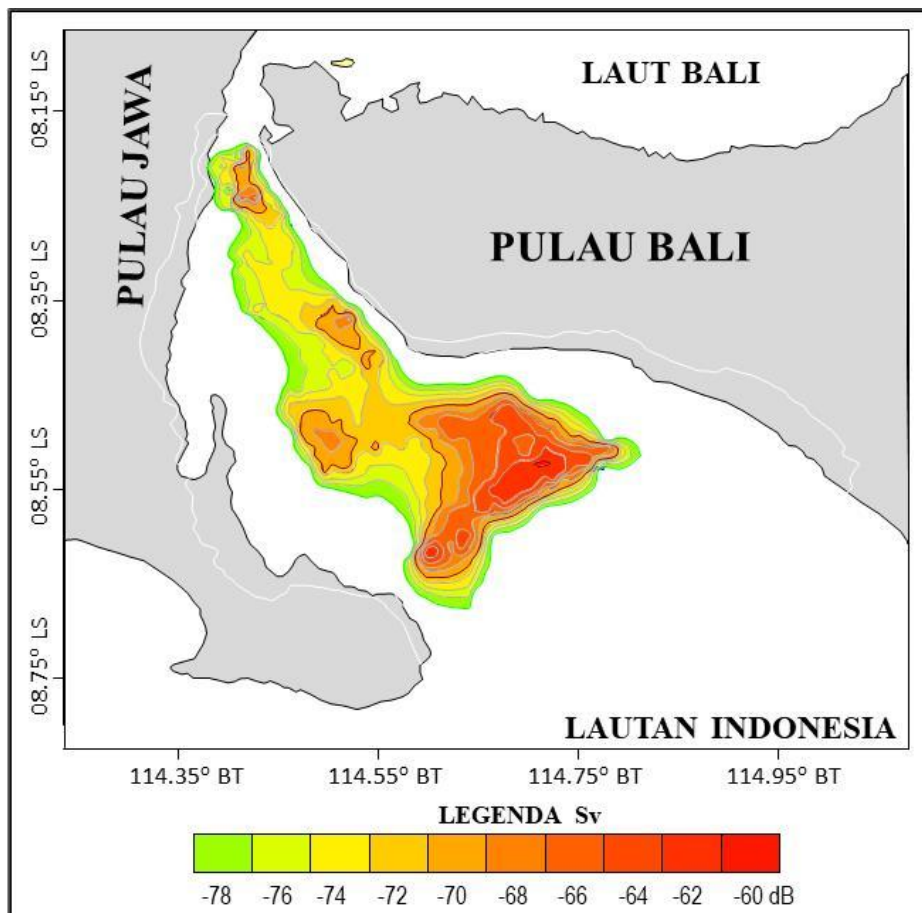 LAUT BALI
PULAU JAWA
PULAU BALI
08.15° LS
08.35° LS
08.55° LS
08.75° LS
LAUTAN INDONESIA
114.35° BT 114.55° BT 114.75° BT 114.95° BT
LEGENDA Sv
-78 -76 -74 -72 -70 -68 -66 -64 -62 -60 dB